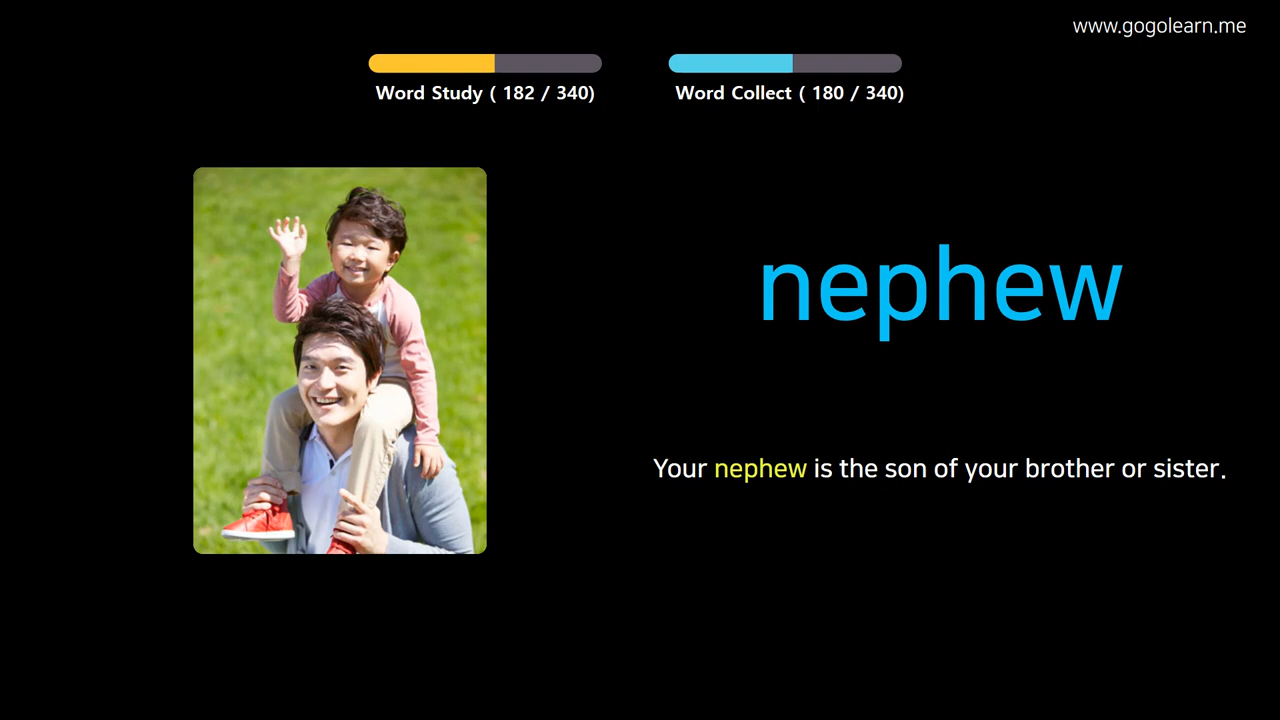 www.gogolearn.me
Word Study ( 182 / 340)
Word Collect ( 180 / 340)
nephew
Your nephew is the son of your brother or sister.